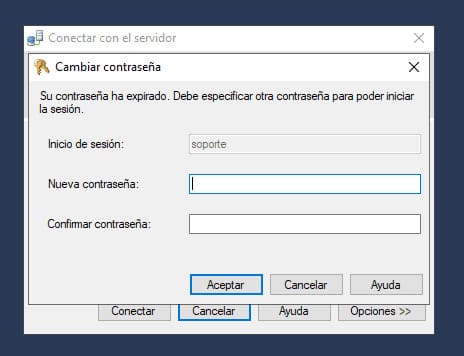 Conectar con el servidor
Cambiar contraseña
Su contraseña ha expirado. Debe especificar otra contraseña para poder iniciar
la sesión.
Inicio de sesión:
soporte
Nueva contraseña:
Confirmar contraseña:
Aceptar
Cancelar
Ayuda
Conectar
Cancelar
Ayuda
Opciones >>